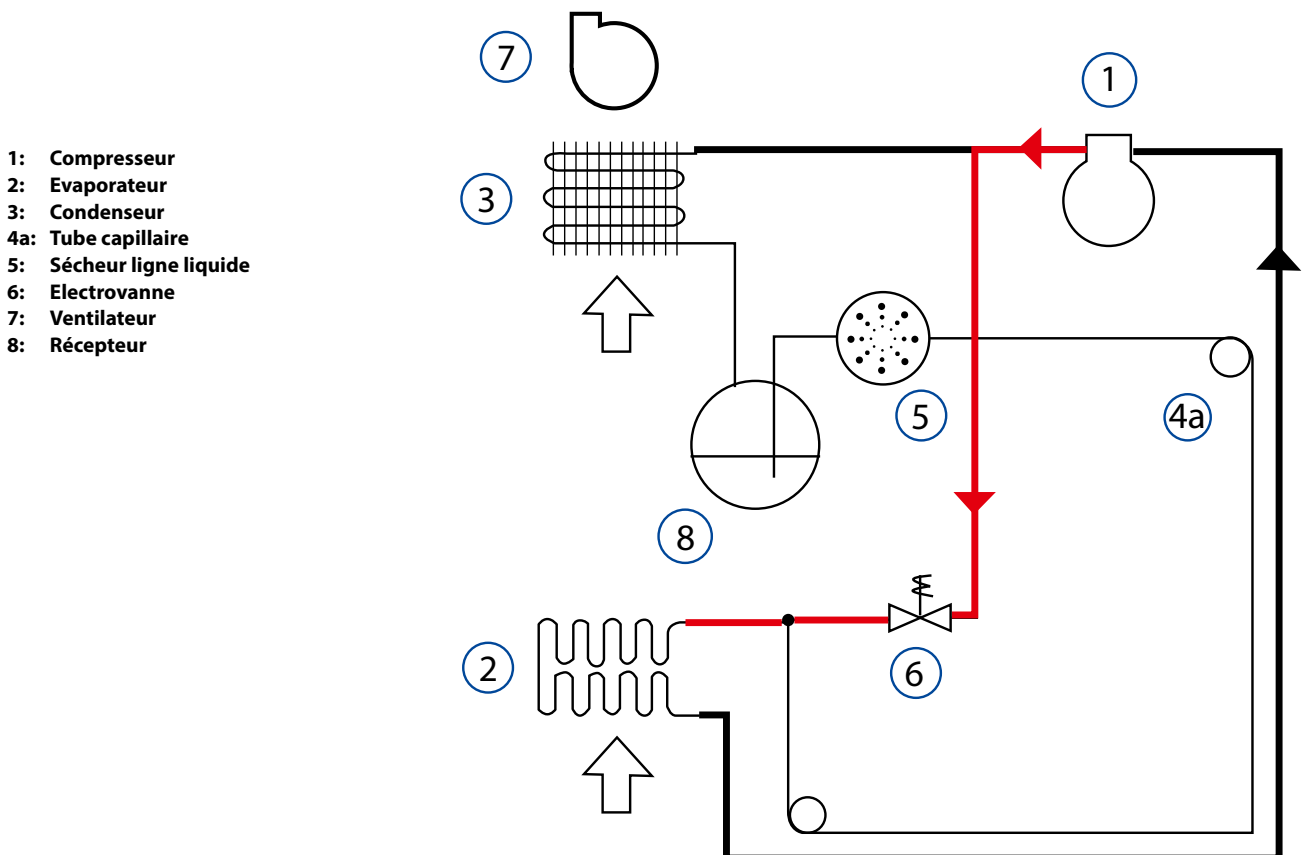 1: Compresseur
2: Evaporateur
3: Condenseur
4a: Tube capillaire
5: Sécheur ligne liquide
6: Electrovanne
7: Ventilateur
8: Récepteur
7
1
3
5
4a
8
2
6